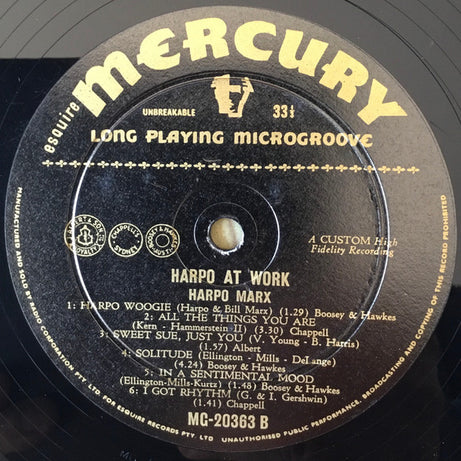 esquire
MERCURY
UNBREAKABLE
33⅓
LONG PLAYING MICROGROOVE
CHAPPELL'S
SYDNEY
A CUSTOM High
Fidelity Recording
HARPO AT WORK
HARPO MARX
1: HARPO WOOGIE (Harpo & Bill Marx) (1.29) Boosey & Hawkes
2: ALL THE THINGS YOU ARE
(Kern - Hammerstein II) (3.30) Chappell
3: SWEET SUE, JUST YOU (V. Young - B. Harris)
(1.57) Albert
4: SOLITUDE (Ellington - Mills - DeLange)
(4.24) Boosey & Hawkes
5: IN A SENTIMENTAL MOOD
(Ellington-Mills-Kurtz) (1.48) Boosey & Hawkes
6: I GOT RHYTHM (G. & I. Gershwin)
(1.41) Chappell
MG-20363 B
MANUFACTURED AND SOLD BY RADIO CORPORATION PTY LTD FOR ESQUIRE RECORDS PTY LTD UNAUTHORISED PUBLIC PERFORMANCE, BROADCASTING AND COPYING OF THIS RECORD PROHIBITED